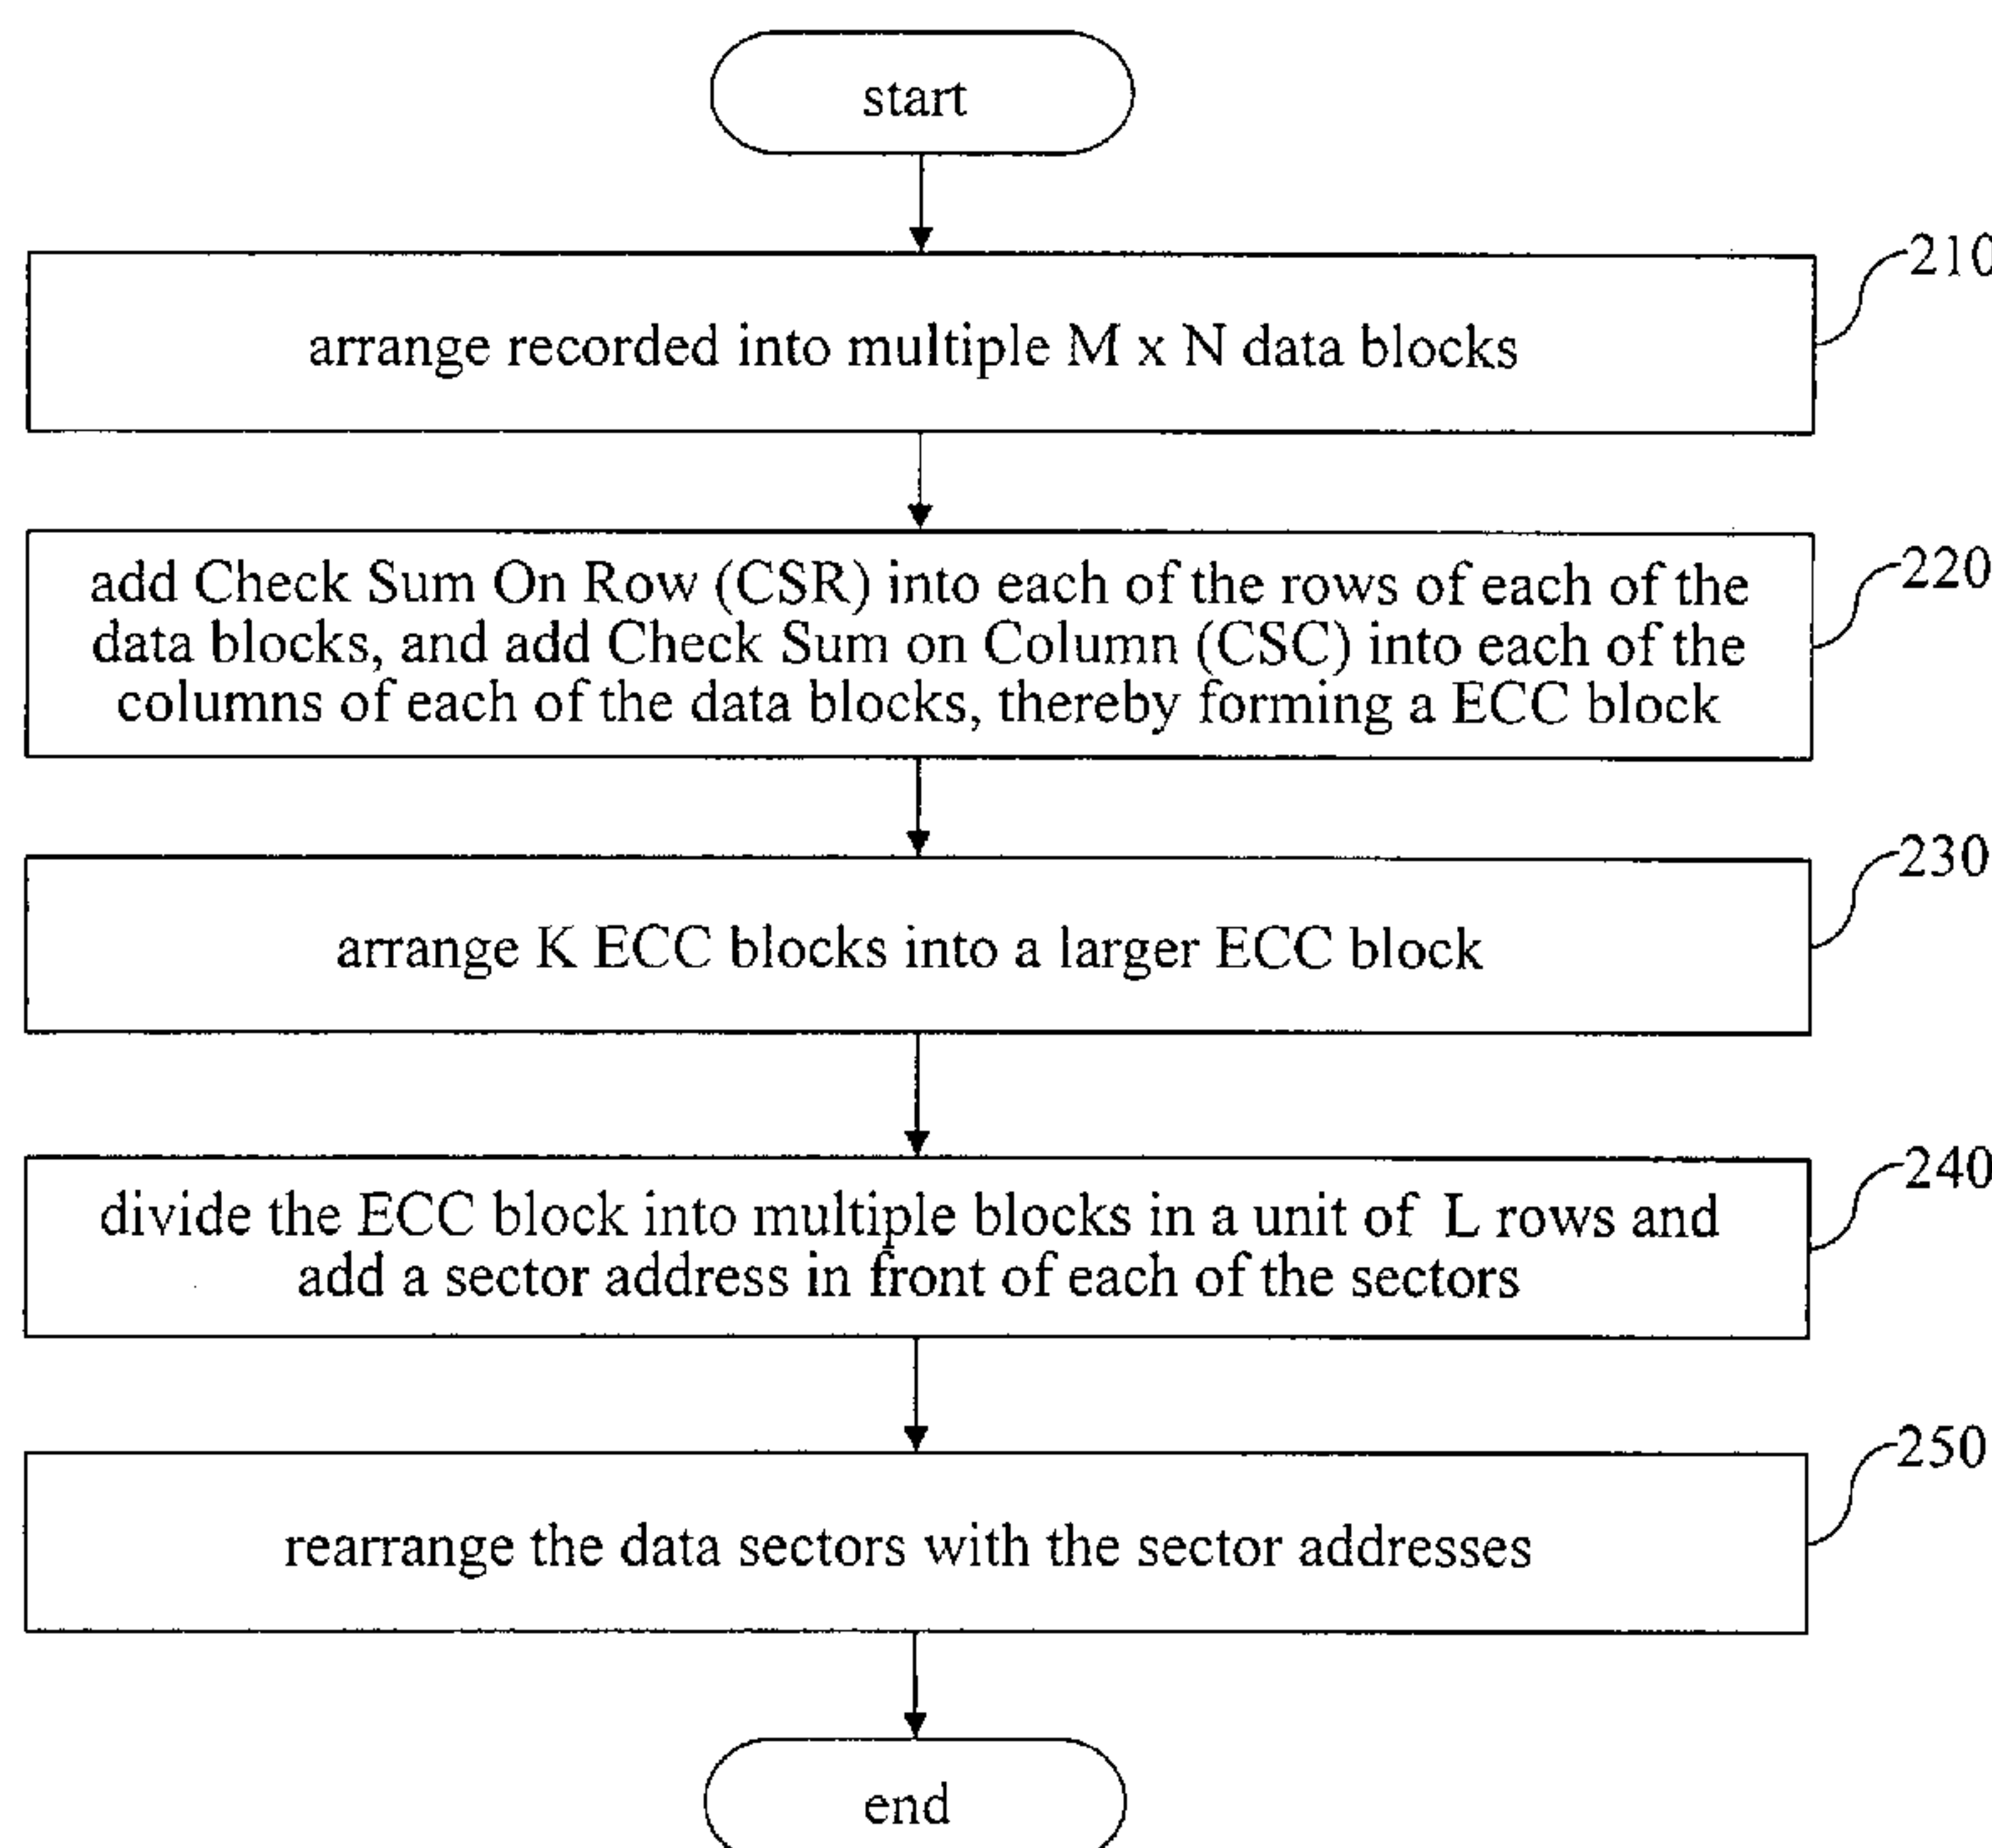 start
210
arrange recorded into multiple M x N data blocks
220
add Check Sum On Row (CSR) into each of the rows of each of the
data blocks, and add Check Sum on Column (CSC) into each of the
columns of each of the data blocks, thereby forming a ECC block
230
arrange K ECC blocks into a larger ECC block
240
divide the ECC block into multiple blocks in a unit of L rows and
add a sector address in front of each of the sectors
250
rearrange the data sectors with the sector addresses
end